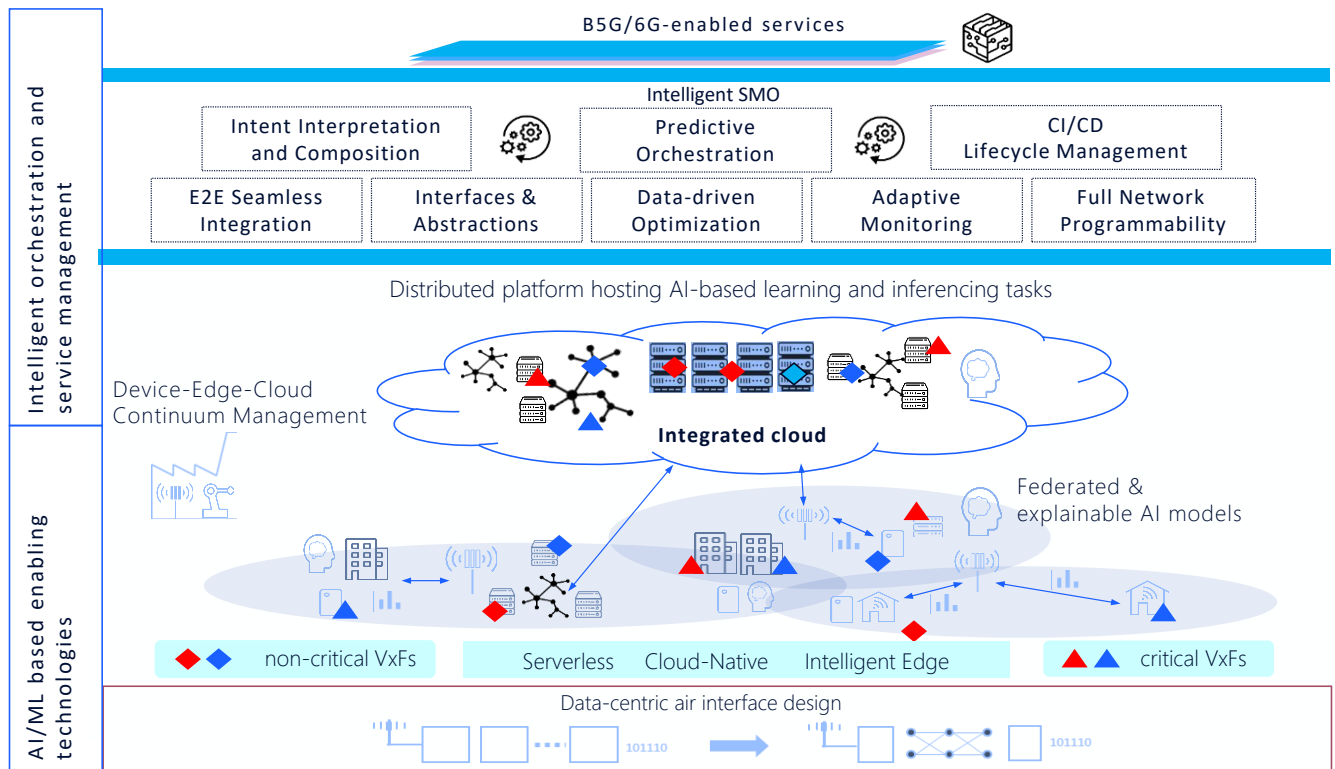 B5G/6G-enabled services
Intelligent orchestration and
service management
Intelligent SMO
Intent Interpretation
and Composition
Predictive
Orchestration
CI/CD
Lifecycle Management
E2E Seamless
Integration
Interfaces &
Abstractions
Data-driven
Optimization
Adaptive
Monitoring
Full Network
Programmability
Distributed platform hosting AI-based learning and inferencing tasks
Device-Edge-Cloud
Continuum Management
Integrated cloud
Federated &
explainable AI models
AI/ML based enabling
technologies
non-critical VxFs
Serverless Cloud-Native Intelligent Edge
critical VxFs
Data-centric air interface design
101110
101110